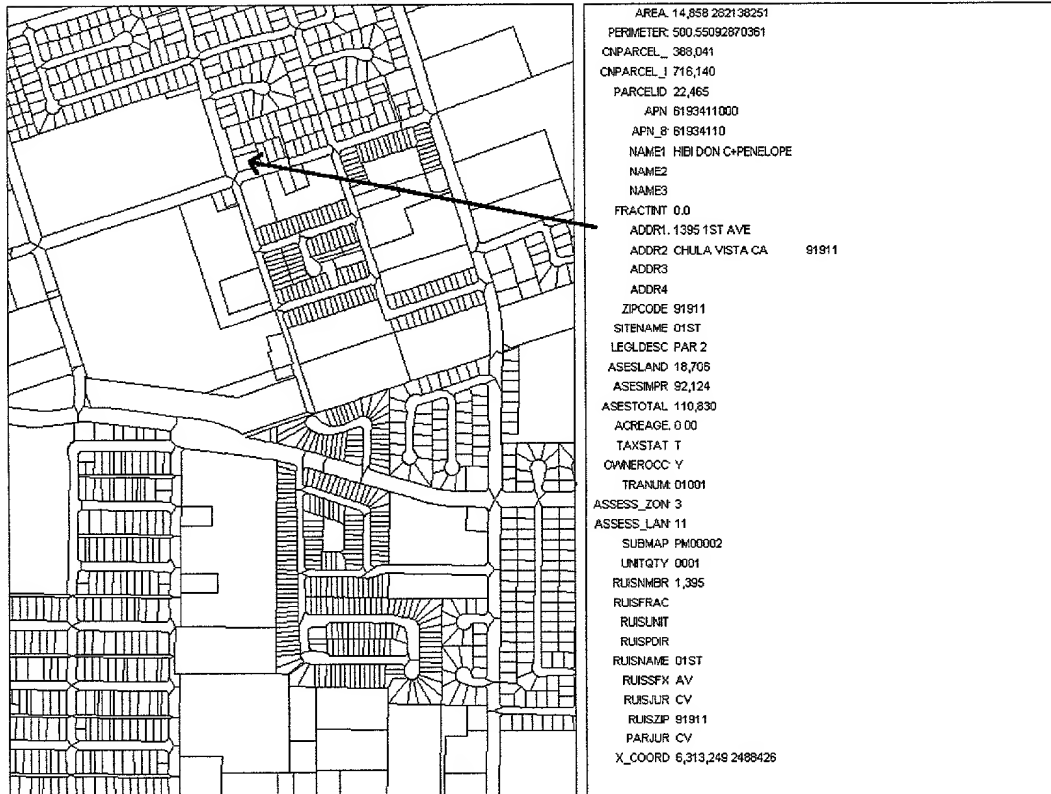 AREA. 14,858 282138251
PERIMETER: 500.55092870361
CNPARCEL_ 388,041
CNPARCEL_I 716,140
PARCELID 22,465
APN 6193411000
APN_8: 61934110
NAME1 HIBI DON C+PENELOPE
NAME2
NAME3
FRACTINT 0.0
ADDR1. 1395 1ST AVE
ADDR2 CHULA VISTA CA 91911
ADDR3
ADDR4
ZIPCODE 91911
SITENAME 01ST
LEGLDESC PAR 2
ASESLAND 18,706
ASESIMPR 92,124
ASESTOTAL 110,830
ACREAGE. 0 00
TAXSTAT T
OWNEROCC: Y
TRANUM: 01001
ASSESS_ZON: 3
ASSESS_LAN: 11
SUBMAP PM00002
UNITQTY 0001
RUISNMBR 1,395
RUISFRAC
RUISUNIT
RUISPDIR
RUISNAME 01ST
RUISSFX AV
RUISJUR CV
RUISZIP 91911
PARJUR CV
X_COORD 6,313,249 2488426